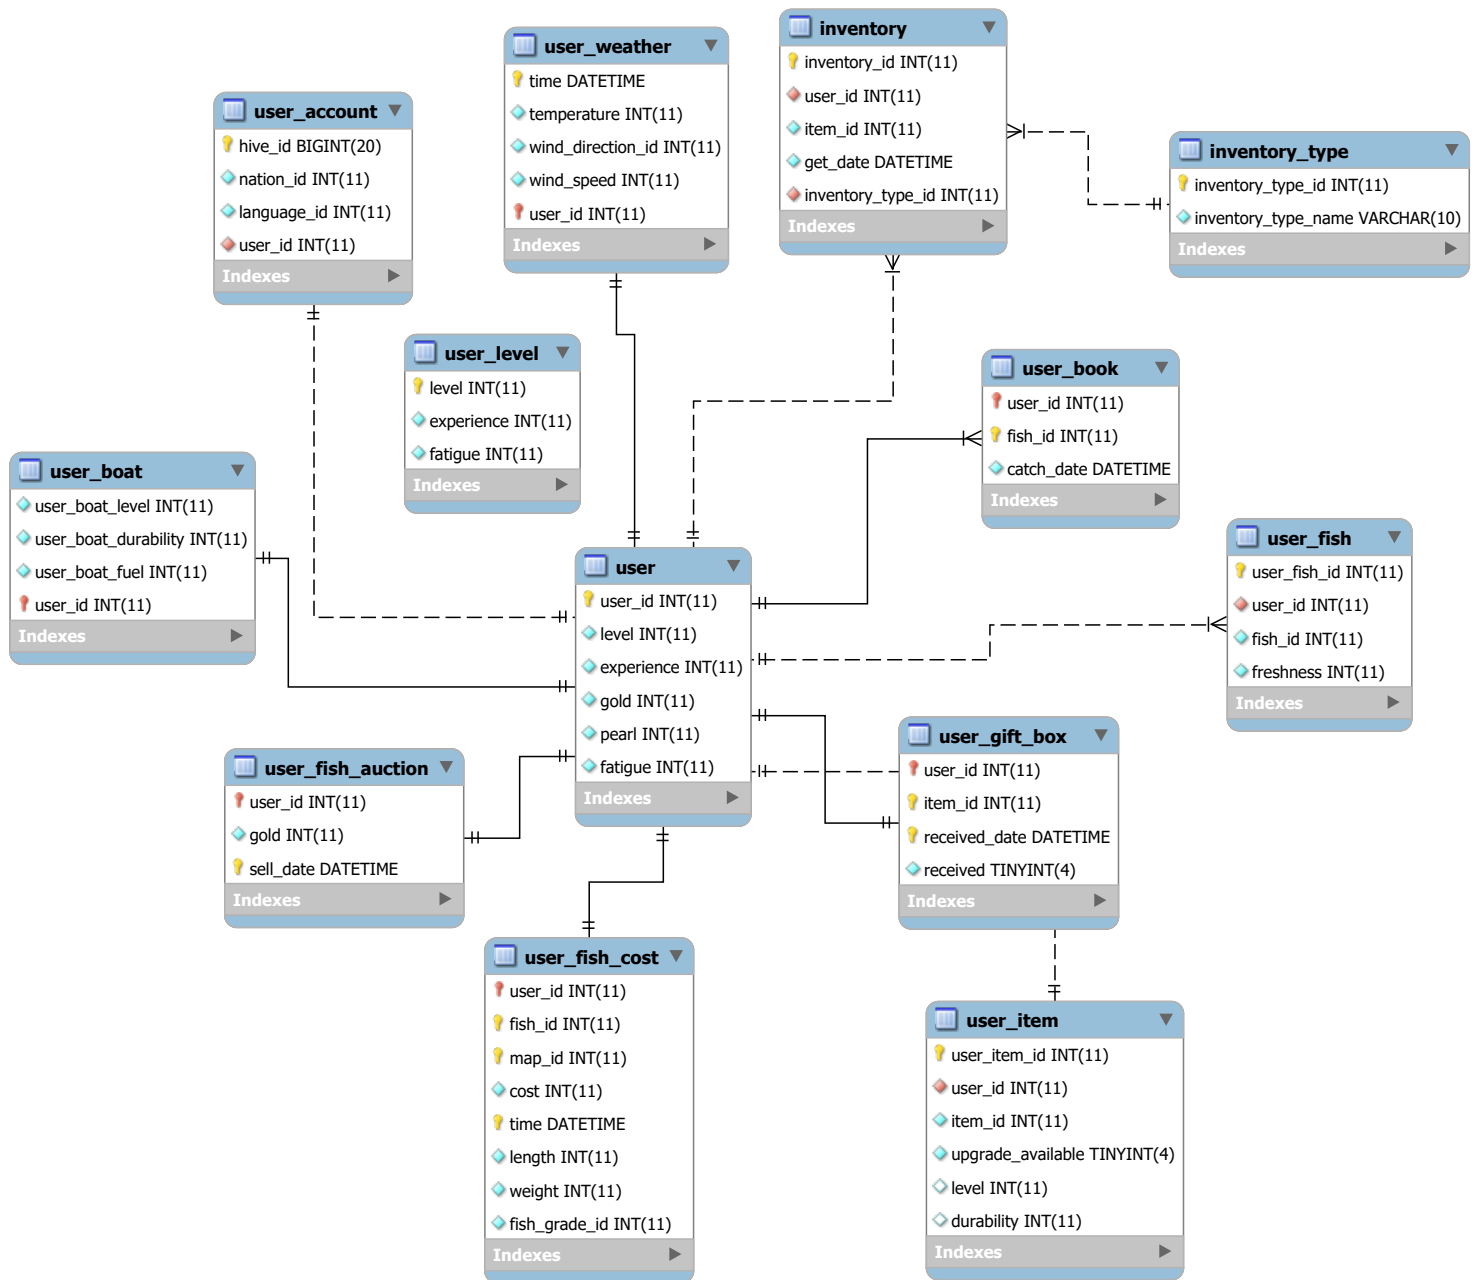 user_weather
time DATETIME
temperature INT(11)
wind_direction_id INT(11)
wind_speed INT(11)
user_id INT(11)
Indexes
inventory
inventory_id INT(11)
user_id INT(11)
item_id INT(11)
get_date DATETIME
inventory_type_id INT(11)
Indexes
user_account
hive_id BIGINT(20)
nation_id INT(11)
language_id INT(11)
user_id INT(11)
Indexes
inventory_type
inventory_type_id INT(11)
inventory_type_name VARCHAR(10)
Indexes
user_level
level INT(11)
experience INT(11)
fatigue INT(11)
Indexes
user_book
user_id INT(11)
fish_id INT(11)
catch_date DATETIME
Indexes
user_boat
user_boat_level INT(11)
user_boat_durability INT(11)
user_boat_fuel INT(11)
user_id INT(11)
Indexes
user
user_id INT(11)
level INT(11)
experience INT(11)
gold INT(11)
pearl INT(11)
fatigue INT(11)
Indexes
user_fish
user_fish_id INT(11)
user_id INT(11)
fish_id INT(11)
freshness INT(11)
Indexes
user_fish_auction
user_id INT(11)
gold INT(11)
sell_date DATETIME
Indexes
user_gift_box
user_id INT(11)
item_id INT(11)
received_date DATETIME
received TINYINT(4)
Indexes
user_fish_cost
user_id INT(11)
fish_id INT(11)
map_id INT(11)
cost INT(11)
time DATETIME
length INT(11)
weight INT(11)
fish_grade_id INT(11)
Indexes
user_item
user_item_id INT(11)
user_id INT(11)
item_id INT(11)
upgrade_available TINYINT(4)
level INT(11)
durability INT(11)
Indexes